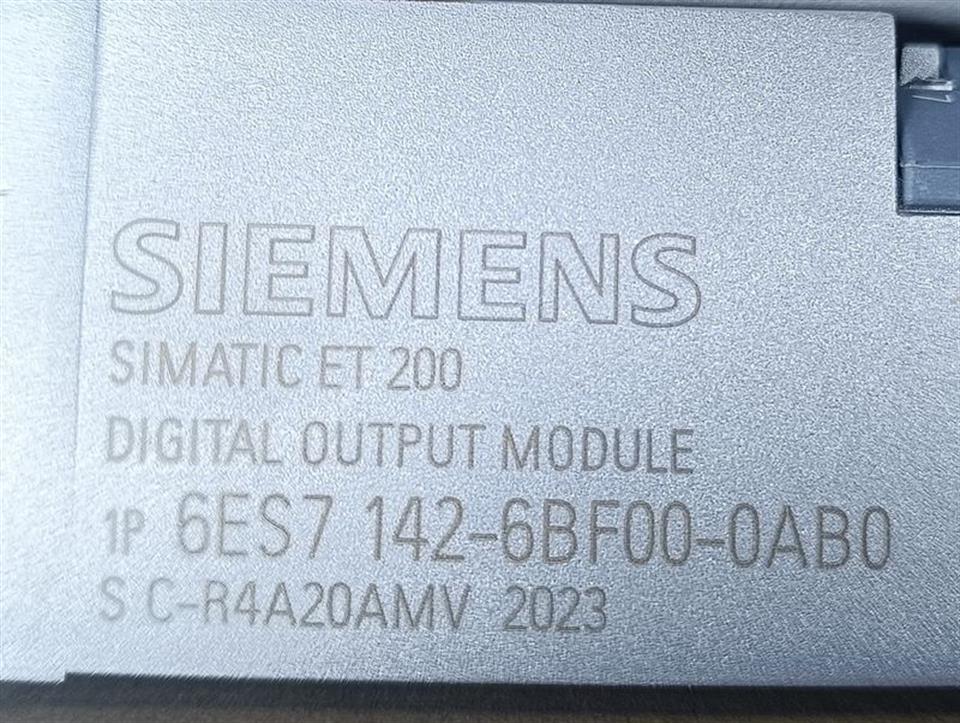 SIEMENS
SIMATIC ET 200
DIGITAL OUTPUT MODULE
1P 6ES7 142-6BF00-0AB0
S C-R4A20AMV 2023